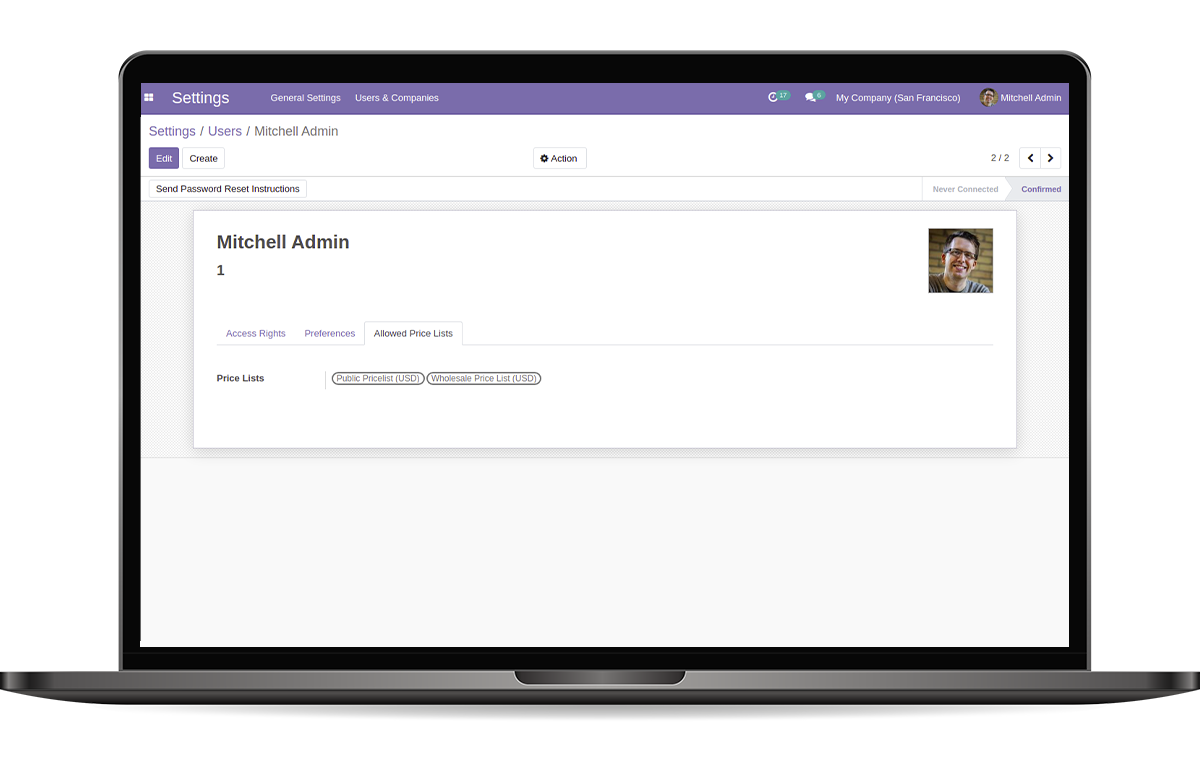 Settings General Settings Users & Companies 17 6 My Company (San Francisco) Mitchell Admin
Settings / Users / Mitchell Admin
Edit Create Action 2 / 2
Send Password Reset Instructions Never Connected Confirmed
Mitchell Admin
1
Access Rights Preferences Allowed Price Lists
Price Lists Public Pricelist (USD) Wholesale Price List (USD)